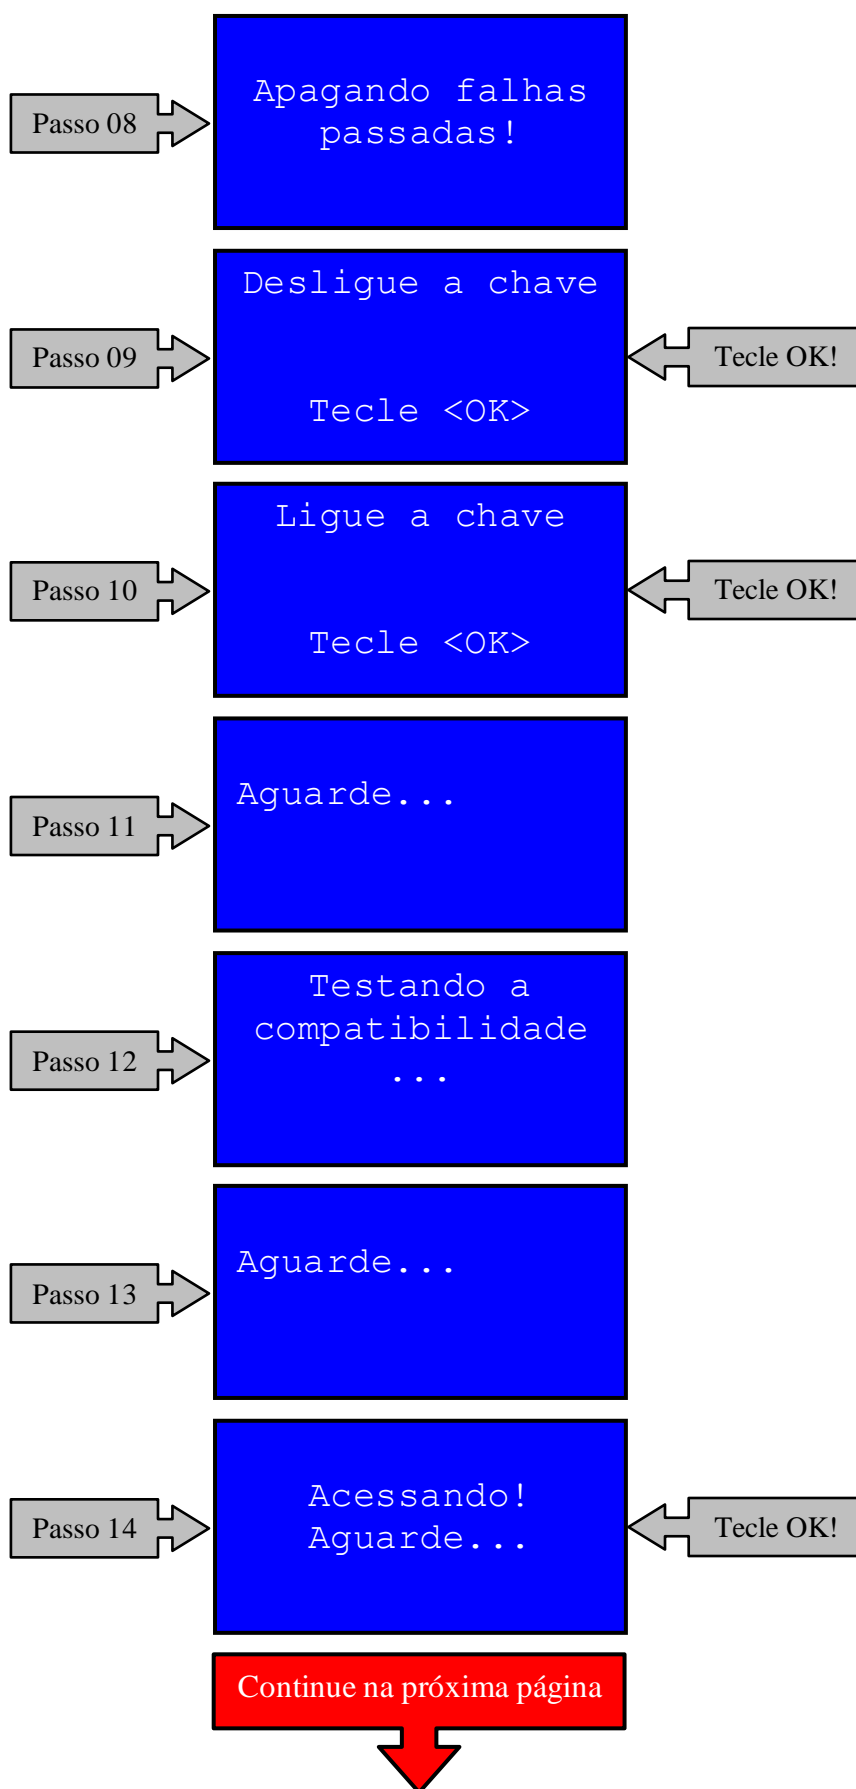 Passo 08
Apagando falhas
passadas!
Passo 09
Desligue a chave
Tecle <OK>
Tecle OK!
Passo 10
Ligue a chave
Tecle <OK>
Tecle OK!
Passo 11
Aguarde...
Passo 12
Testando a
compatibilidade
...
Passo 13
Aguarde...
Passo 14
Acessando!
Aguarde...
Tecle OK!
Continue na próxima página